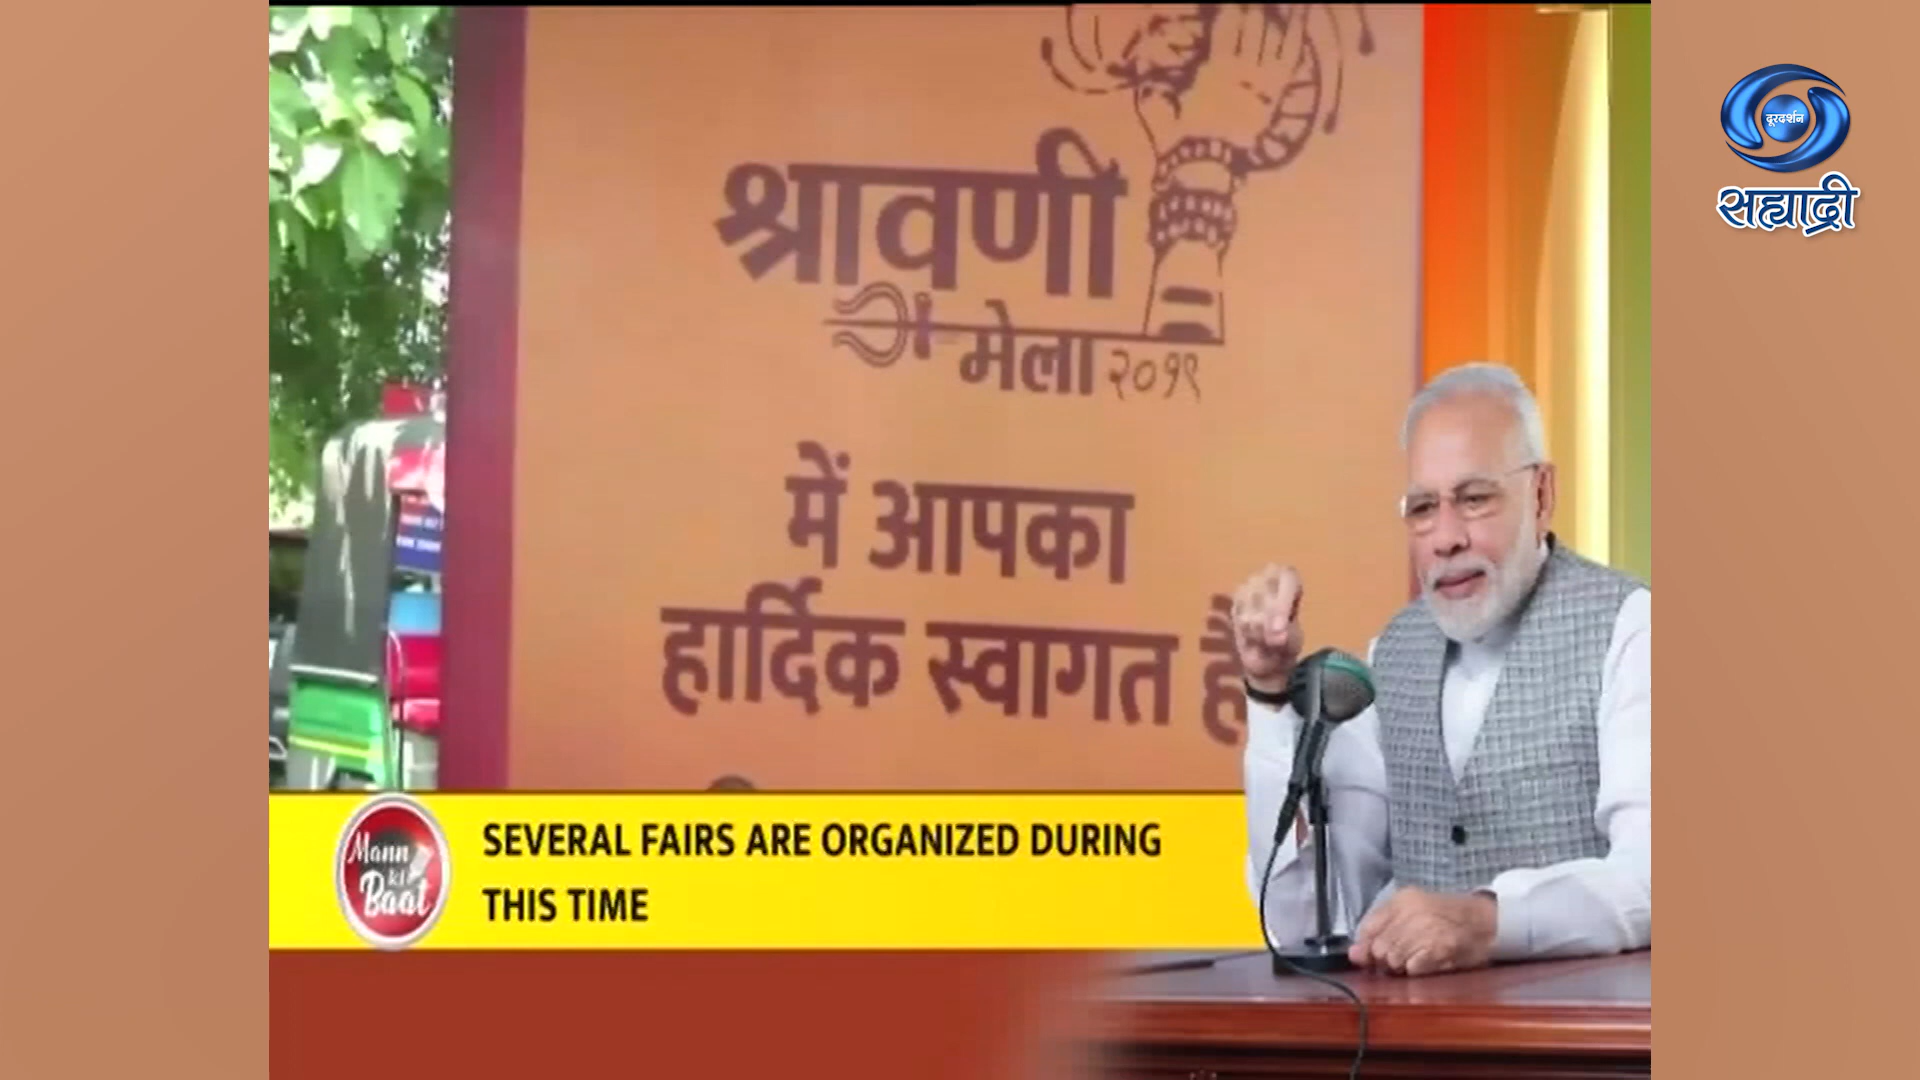 दूरदर्शन
सह्याद्री
श्रावणी
मेला २०१९
में आपका
हार्दिक स्वागत है
Mann
ki
Baat
SEVERAL FAIRS ARE ORGANIZED DURING
THIS TIME